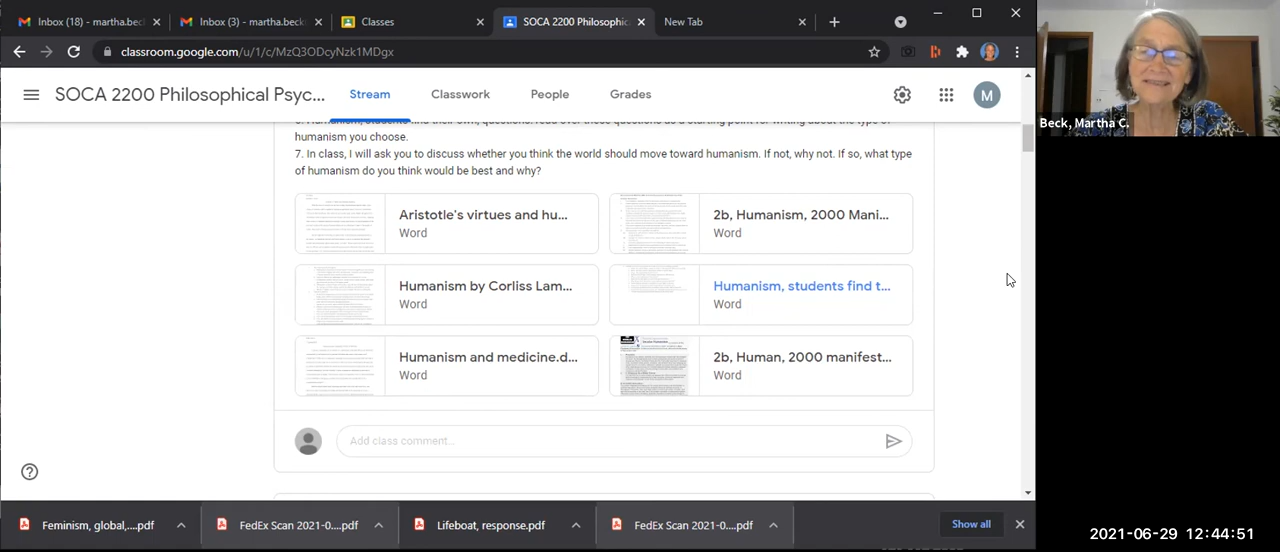 Inbox (18) - martha.bec
Inbox (3) - martha.beck
Classes
SOCA 2200 Philosophic
New Tab
classroom.google.com/u/1/c/MzQ3ODcyNzk1MDgx
SOCA 2200 Philosophical Psyc...
Stream
Classwork
People
Grades
M
humanism you choose.
7. In class, I will ask you to discuss whether you think the world should move toward humanism. If not, why not. If so, what type
of humanism do you think would be best and why?
Aristotle's virtues and hu...
Word
2b, Humanism, 2000 Mani...
Word
Humanism by Corliss Lam...
Word
Humanism, students find t...
Word
Humanism and medicine.d...
Word
2b, Human, 2000 manifest...
Word
Add class comment...
Feminism, global,....pdf
FedEx Scan 2021-0....pdf
Lifeboat, response.pdf
FedEx Scan 2021-0....pdf
Show all
Beck, Martha C.
2021-06-29 12:44:51